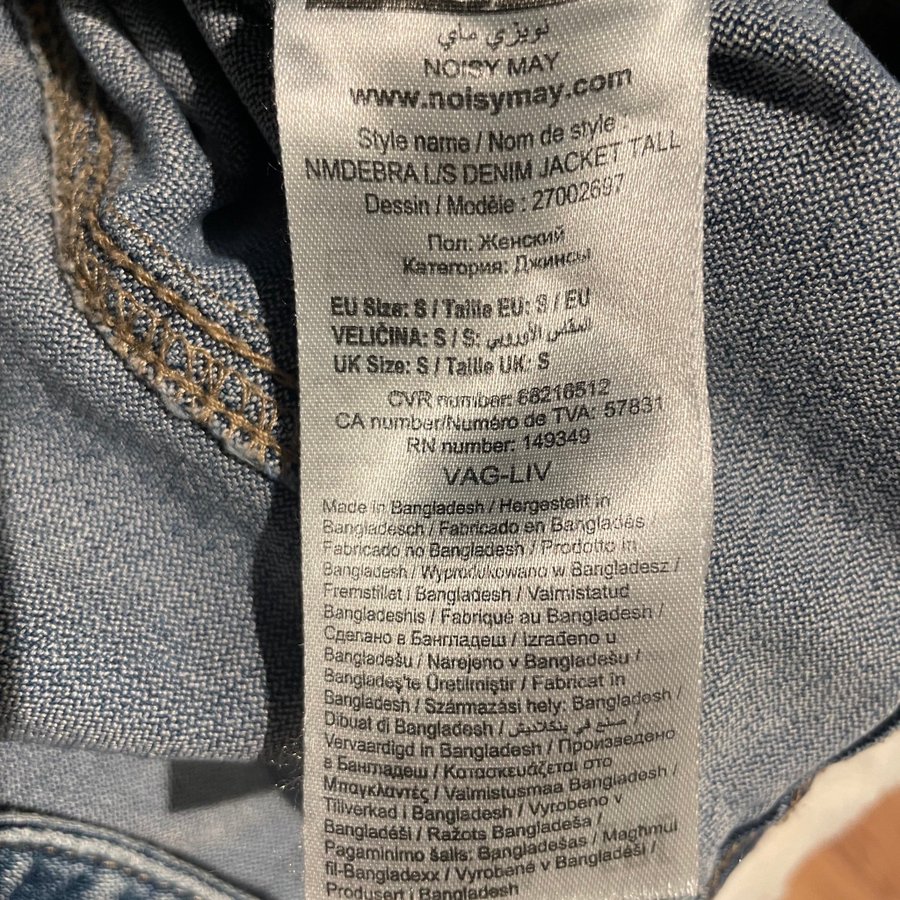 نويزي ماي
NOISY MAY
www.noisymay.com
Style name / Nom de style :
NMDEBRA L/S DENIM JACKET TALL
Dessin / Modèle : 27002697
Пол: Женский
Категория: Джинсы
EU Size: S / Taille EU: S / EU
VELIČINA: S / S: المقاس الأوروبي
UK Size: S / Taille UK: S
CVR number: 68216512
CA number/Numéro de TVA: 57831
RN number: 149349
VAG-LIV
Made in Bangladesh / Hergestellt in
Bangladesch / Fabricado en Bangladés /
Fabricado no Bangladesh / Prodotto in
Bangladesh / Wyprodukowano w Bangladesz /
Fremstillet i Bangladesh / Valmistatud
Bangladeshis / Fabriqué au Bangladesh /
Сделано в Бангладеш / Izrađeno u
Bangladešu / Narejeno v Bangladešu /
Bangladeş'te Üretilmiştir / Fabricat în
Bangladesh / Származási hely: Bangladesh /
Dibuat di Bangladesh / صنع في بنگلاديش /
Vervaardigd in Bangladesh / Произведено
в Бангладеш / Κατασκευάζεται στο
Μπαγκλαντές / Valmistusmaa Bangladesh /
Tillverkad i Bangladesh / Vyrobeno v
Bangladéši / Ražots Bangladeša /
Pagaminimo šalis: Bangladešas / Magħmul
fil-Bangladexx / Vyrobené v Bangladéši /
Produsert i Bangladesh